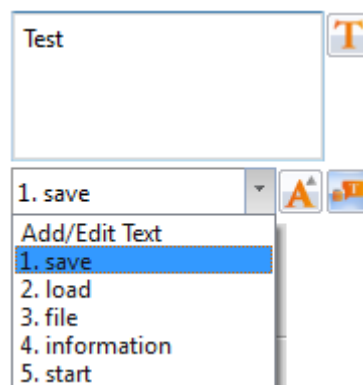 Test
T
1. save
A
T
Add/Edit Text
1. save
2. load
3. file
4. information
5. start